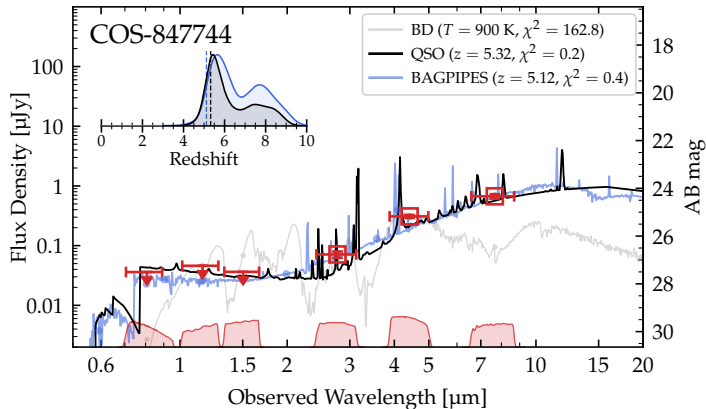 COS-847744
BD (T = 900 K, χ² = 162.8)
QSO (z = 5.32, χ² = 0.2)
BAGPIPES (z = 5.12, χ² = 0.4)
0 2 4 6 8 10
Redshift
100
10
1
0.1
0.01
Flux Density [µJy]
18
20
22
24
26
28
30
AB mag
0.6 1 1.5 2 3 4 5 6 7 8 10 15 20
Observed Wavelength [µm]